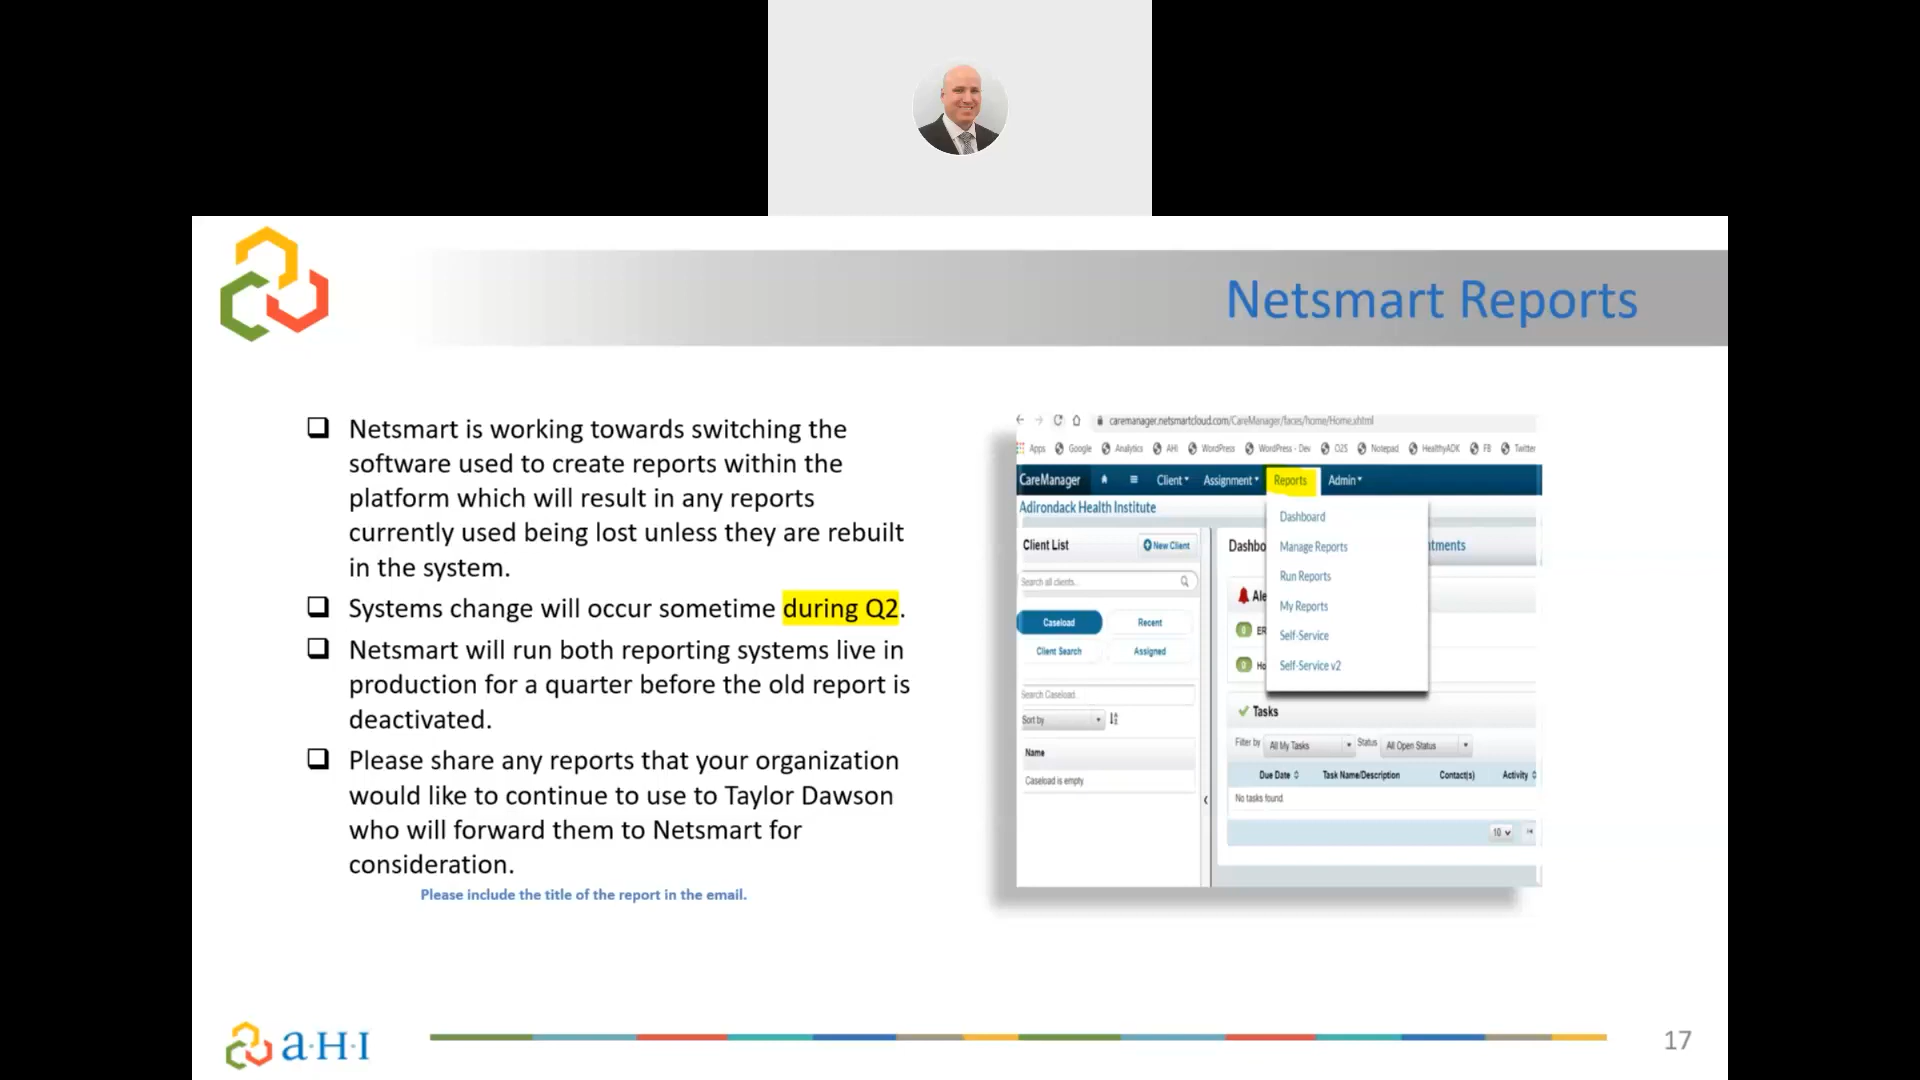 Netsmart Reports
Netsmart is working towards switching the
software used to create reports within the
platform which will result in any reports
currently used being lost unless they are rebuilt
in the system.
Systems change will occur sometime during Q2.
Netsmart will run both reporting systems live in
production for a quarter before the old report is
deactivated.
Please share any reports that your organization
would like to continue to use to Taylor Dawson
who will forward them to Netsmart for
consideration.
Please include the title of the report in the email.
caremanager.netsmartcloud.com/CareManager/faces/home/Home.xhtml
Apps Google Analytics AHI WordPress WordPress - Dev O2S Notepad HealthyADK FB Twitter
CareManager Client Assignment Reports Admin
Adirondack Health Institute
Client List
New Client
Search all clients...
Caseload Recent
Client Search Assigned
Search Caseload
Sort by
Name
Caseload is empty
Dashboard
Manage Reports
Run Reports
My Reports
Self-Service
Self-Service v2
Dashbo
tments
Ale
0 ER
0 Ho
Tasks
Filter by All My Tasks Status All Open Status
Due Date Task Name/Description Contact(s) Activity
No tasks found
10
a·H·I
17